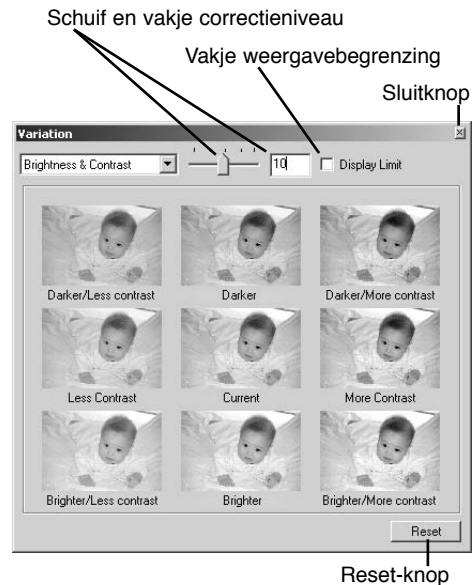 Schuif en vakje correctieniveau
Vakje weergavebegrenzing
Sluitknop
Variation
Brightness & Contrast
10
Display Limit
Darker/Less contrast
Darker
Darker/More contrast
Less Contrast
Current
More Contrast
Brighter/Less contrast
Brighter
Brighter/More contrast
Reset
Reset-knop